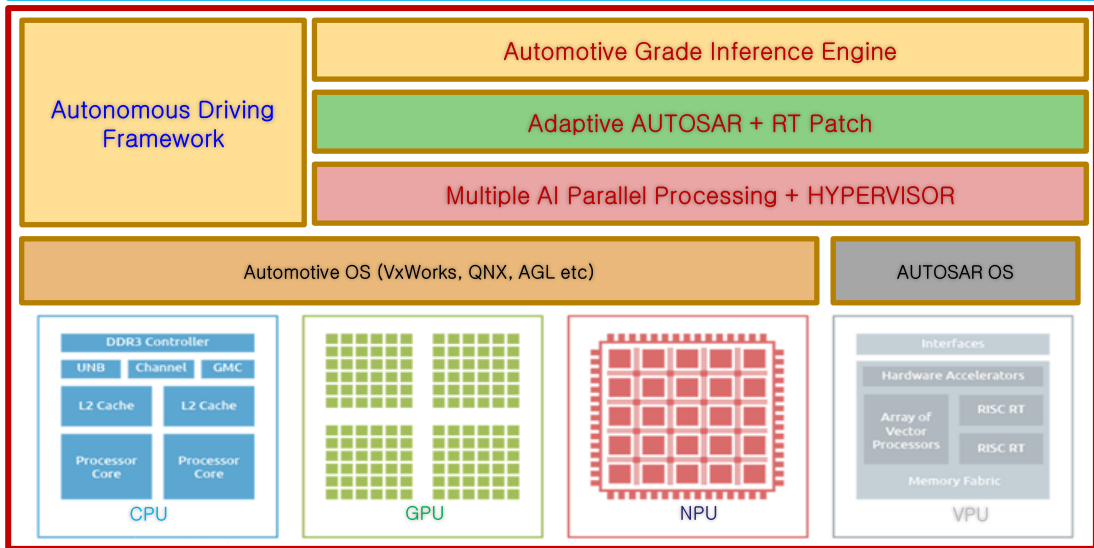 Autonomous Driving
Framework
Automotive Grade Inference Engine
Adaptive AUTOSAR + RT Patch
Multiple AI Parallel Processing + HYPERVISOR
Automotive OS (VxWorks, QNX, AGL etc)
AUTOSAR OS
DDR3 Controller
UNB
Channel
GMC
L2 Cache
L2 Cache
Processor
Core
Processor
Core
CPU
GPU
NPU
Interfaces
Hardware Accelerators
Array of
Vector
Processors
RISC RT
RISC RT
Memory Fabric
VPU